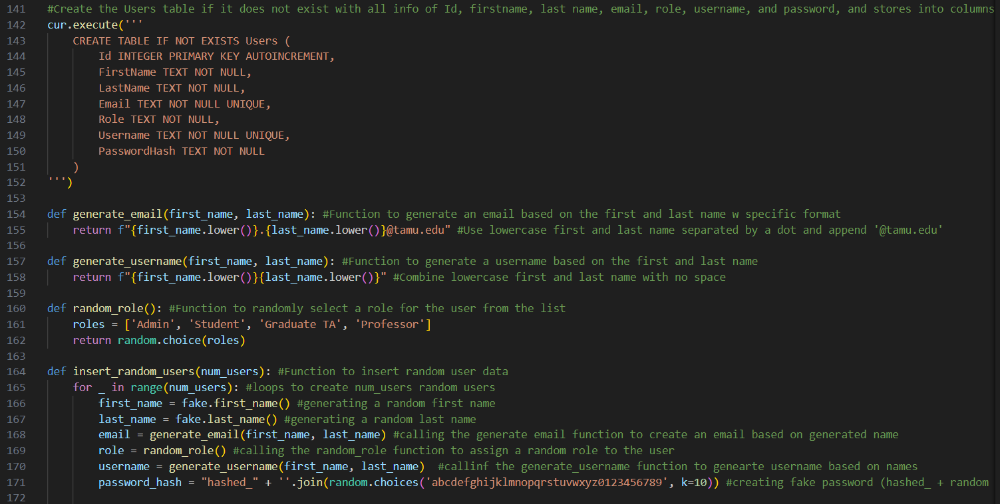 141 #Create the Users table if it does not exist with all info of Id, firstname, last name, email, role, username, and password, and stores into columns
142 cur.execute('''
143     CREATE TABLE IF NOT EXISTS Users (
144         Id INTEGER PRIMARY KEY AUTOINCREMENT,
145         FirstName TEXT NOT NULL,
146         LastName TEXT NOT NULL,
147         Email TEXT NOT NULL UNIQUE,
148         Role TEXT NOT NULL,
149         Username TEXT NOT NULL UNIQUE,
150         PasswordHash TEXT NOT NULL
151     )
152 ''')
153
154 def generate_email(first_name, last_name): #Function to generate an email based on the first and last name w specific format
155     return f"{first_name.lower()}.{last_name.lower()}@tamu.edu" #Use lowercase first and last name separated by a dot and append '@tamu.edu'
156
157 def generate_username(first_name, last_name): #Function to generate a username based on the first and last name
158     return f"{first_name.lower()}{last_name.lower()}" #Combine lowercase first and last name with no space
159
160 def random_role(): #Function to randomly select a role for the user from the list
161     roles = ['Admin', 'Student', 'Graduate TA', 'Professor']
162     return random.choice(roles)
163
164 def insert_random_users(num_users): #Function to insert random user data
165     for _ in range(num_users): #loops to create num_users random users
166         first_name = fake.first_name() #generating a random first name
167         last_name = fake.last_name() #generating a random last name
168         email = generate_email(first_name, last_name) #calling the generate email function to create an email based on generated name
169         role = random_role() #calling the random_role function to assign a random role to the user
170         username = generate_username(first_name, last_name)  #callinf the generate_username function to gnearte username based on names
171         password_hash = "hashed_" + ''.join(random.choices('abcdefghijklmnopqrstuvwxyz0123456789', k=10)) #creating fake password (hashed_ + random
172